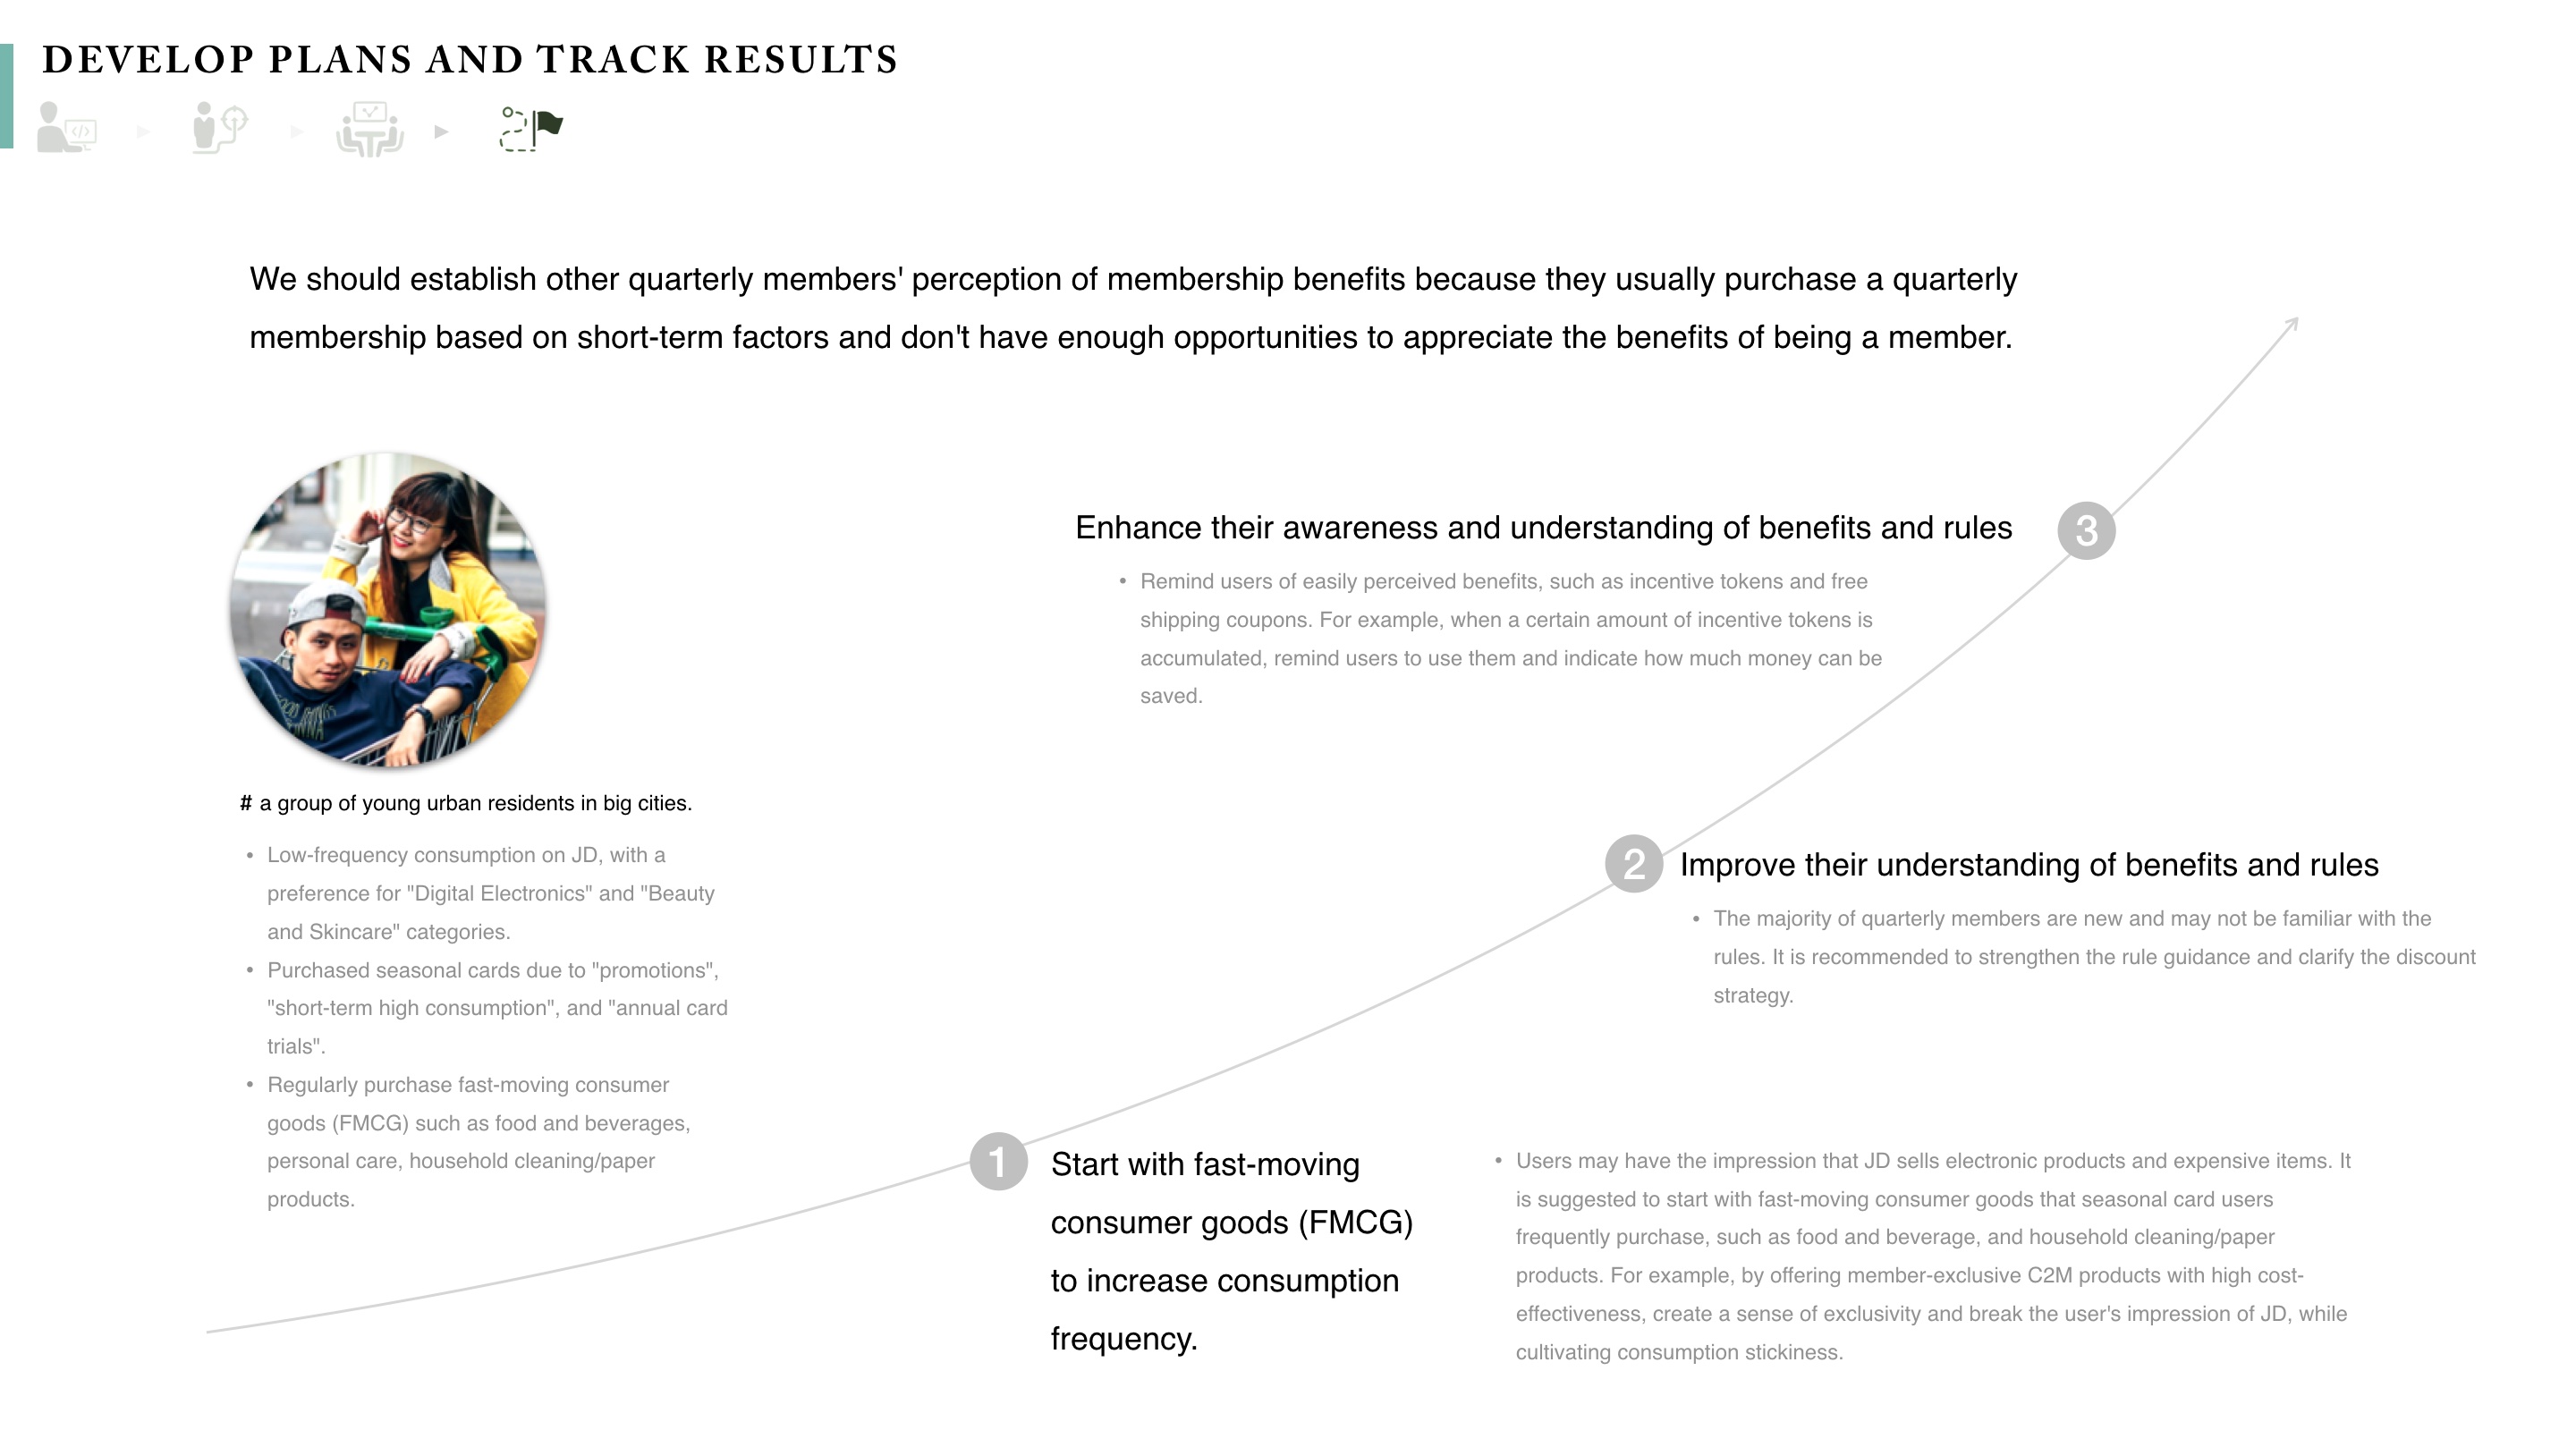 DEVELOP PLANS AND TRACK RESULTS
We should establish other quarterly members' perception of membership benefits because they usually purchase a quarterly
membership based on short-term factors and don't have enough opportunities to appreciate the benefits of being a member.
# a group of young urban residents in big cities.
• Low-frequency consumption on JD, with a
preference for "Digital Electronics" and "Beauty
and Skincare" categories.
• Purchased seasonal cards due to "promotions",
"short-term high consumption", and "annual card
trials".
• Regularly purchase fast-moving consumer
goods (FMCG) such as food and beverages,
personal care, household cleaning/paper
products.
Enhance their awareness and understanding of benefits and rules
3
• Remind users of easily perceived benefits, such as incentive tokens and free
shipping coupons. For example, when a certain amount of incentive tokens is
accumulated, remind users to use them and indicate how much money can be
saved.
2
Improve their understanding of benefits and rules
• The majority of quarterly members are new and may not be familiar with the
rules. It is recommended to strengthen the rule guidance and clarify the discount
strategy.
1
Start with fast-moving
consumer goods (FMCG)
to increase consumption
frequency.
• Users may have the impression that JD sells electronic products and expensive items. It
is suggested to start with fast-moving consumer goods that seasonal card users
frequently purchase, such as food and beverage, and household cleaning/paper
products. For example, by offering member-exclusive C2M products with high cost-
effectiveness, create a sense of exclusivity and break the user's impression of JD, while
cultivating consumption stickiness.